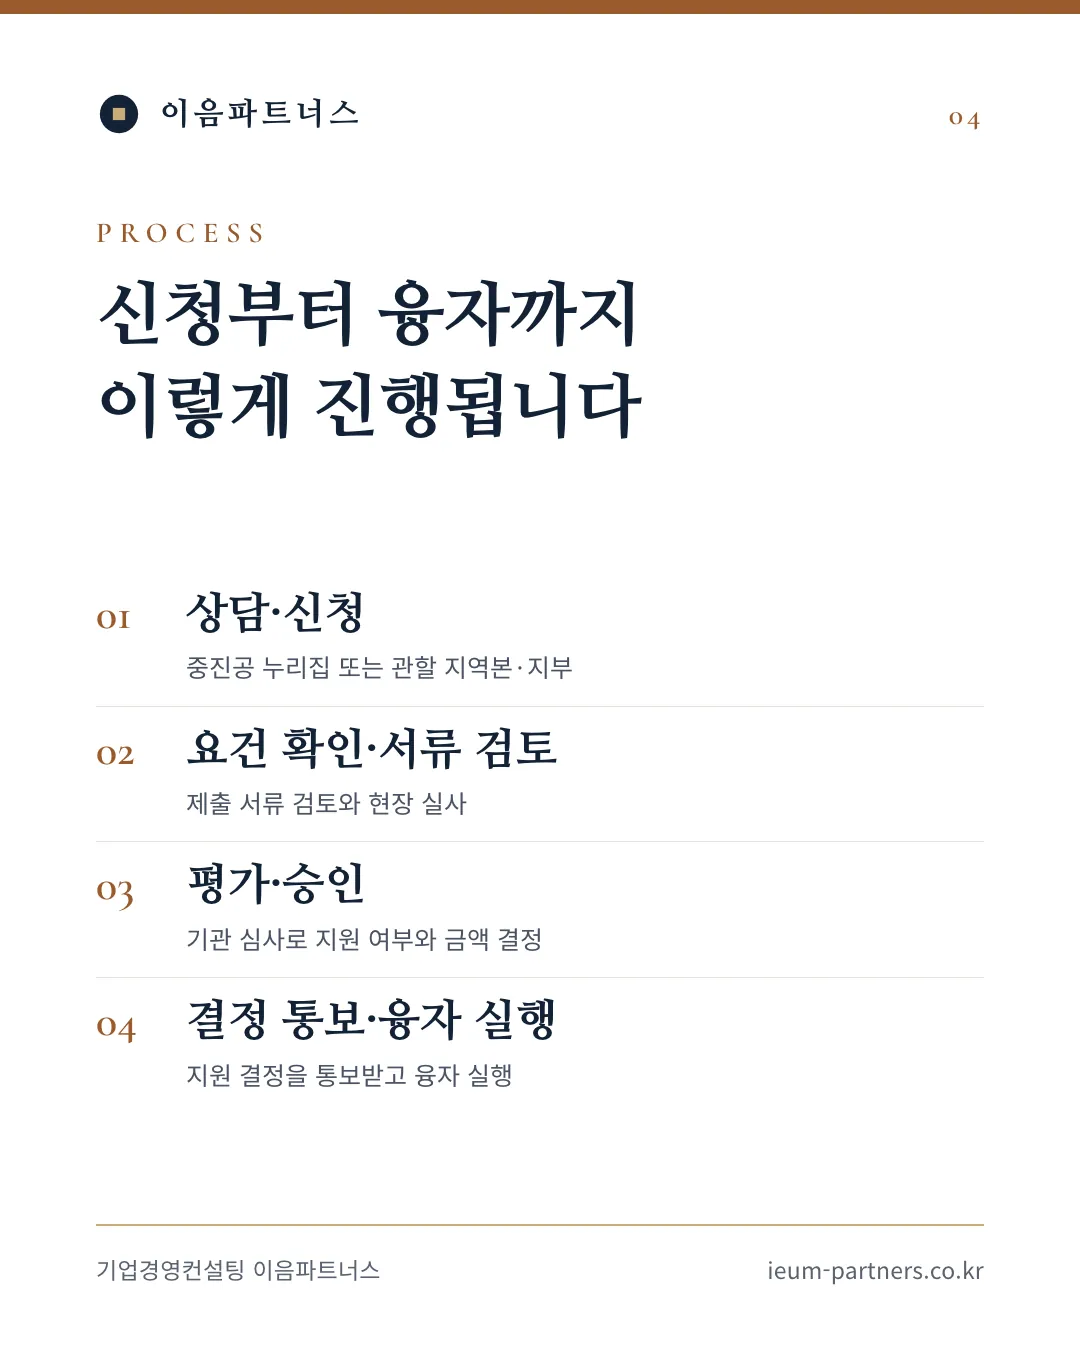 이음파트너스
04
PROCESS
신청부터 융자까지
이렇게 진행됩니다
01
상담·신청
중진공 누리집 또는 관할 지역본·지부
02
요건 확인·서류 검토
제출 서류 검토와 현장 실사
03
평가·승인
기관 심사로 지원 여부와 금액 결정
04
결정 통보·융자 실행
지원 결정을 통보받고 융자 실행
기업경영컨설팅 이음파트너스
ieum-partners.co.kr